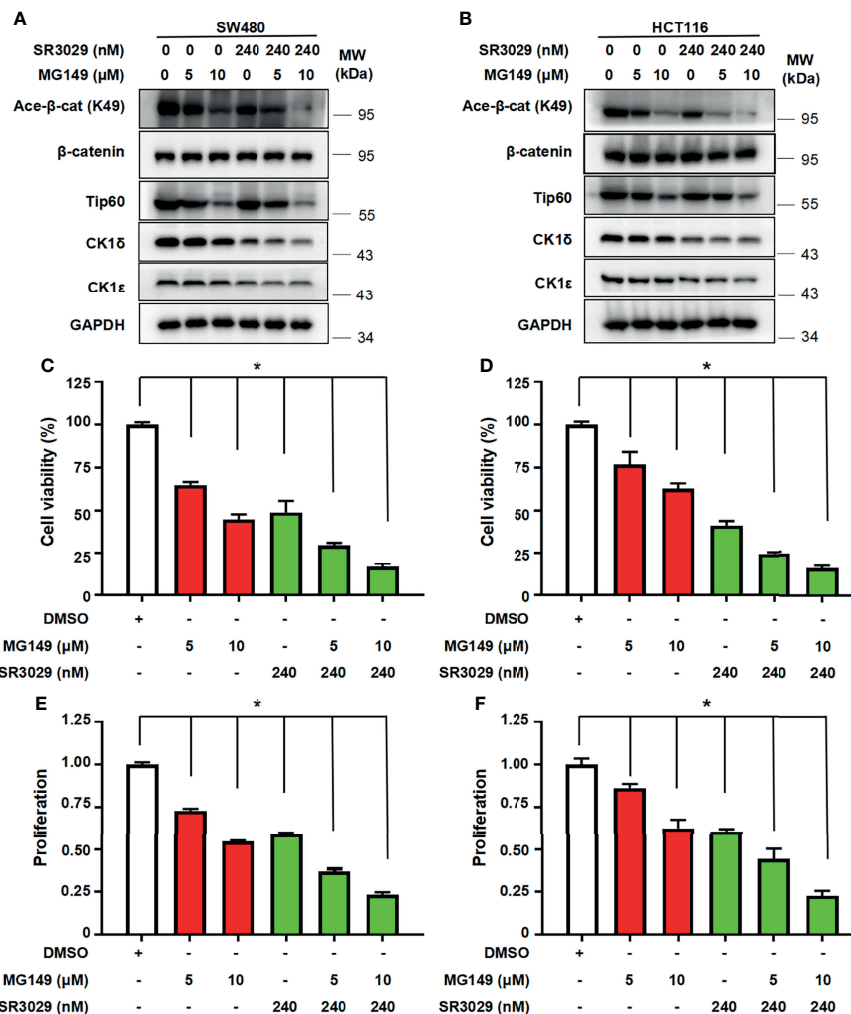 A
SW480
SR3029 (nM) 0 0 0 240 240 240
MG149 (µM) 0 5 10 0 5 10
MW (kDa)
Ace-β-cat (K49) 95
β-catenin 95
Tip60 55
CK1δ 43
CK1ε 43
GAPDH 34
B
HCT116
SR3029 (nM) 0 0 0 240 240 240
MG149 (µM) 0 5 10 0 5 10
MW (kDa)
Ace-β-cat (K49) 95
β-catenin 95
Tip60 55
CK1δ 43
CK1ε 43
GAPDH 34
C
*
Cell viability (%)
125
100
75
50
25
0
DMSO + - - - - -
MG149 (µM) - 5 10 - 5 10
SR3029 (nM) - - - 240 240 240
D
*
Cell viability (%)
125
100
75
50
25
0
DMSO + - - - - -
MG149 (µM) - 5 10 - 5 10
SR3029 (nM) - - - 240 240 240
E
*
Proliferation
1.25
1.00
0.75
0.50
0.25
0
DMSO + - - - - -
MG149 (µM) - 5 10 - 5 10
SR3029 (nM) - - - 240 240 240
F
*
Proliferation
1.25
1.00
0.75
0.50
0.25
0
DMSO + - - - - -
MG149 (µM) - 5 10 - 5 10
SR3029 (nM) - - - 240 240 240